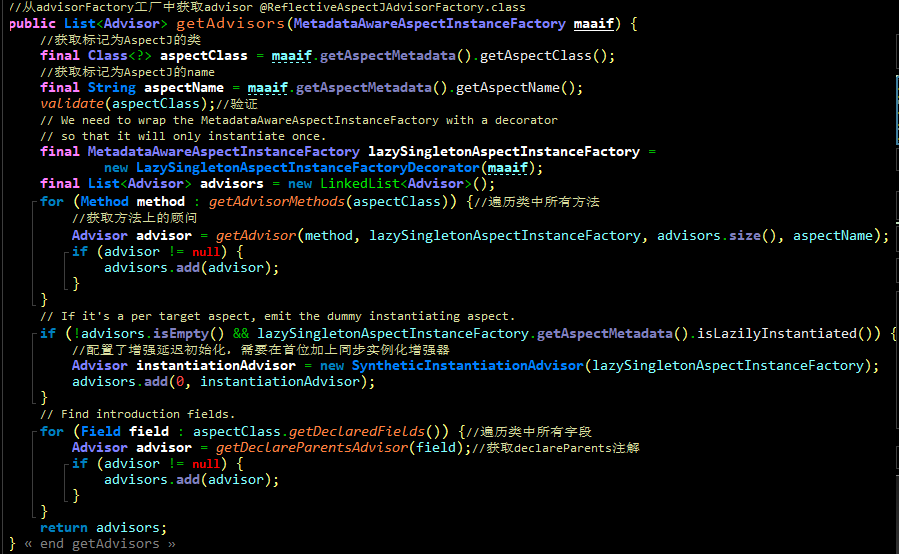 //从advisorFactory工厂中获取advisor @ReflectiveAspectJAdvisorFactory.class
public List<Advisor> getAdvisors(MetadataAwareAspectInstanceFactory maaif) {
//获取标记为AspectJ的类
final Class<?> aspectClass = maaif.getAspectMetadata().getAspectClass();
//获取标记为AspectJ的name
final String aspectName = maaif.getAspectMetadata().getAspectName();
validate(aspectClass);//验证
// We need to wrap the MetadataAwareAspectInstanceFactory with a decorator
// so that it will only instantiate once.
final MetadataAwareAspectInstanceFactory lazySingletonAspectInstanceFactory =
new LazySingletonAspectInstanceFactoryDecorator(maaif);
final List<Advisor> advisors = new LinkedList<Advisor>();
for (Method method : getAdvisorMethods(aspectClass)) {//遍历类中所有方法
//获取方法上的顾问
Advisor advisor = getAdvisor(method, lazySingletonAspectInstanceFactory, advisors.size(), aspectName);
if (advisor != null) {
advisors.add(advisor);
}
}
// If it's a per target aspect, emit the dummy instantiating aspect.
if (!advisors.isEmpty() && lazySingletonAspectInstanceFactory.getAspectMetadata().isLazilyInstantiated()) {
//配置了增强延迟初始化，需要在首位加上同步实例化增强器
Advisor instantiationAdvisor = new SyntheticInstantiationAdvisor(lazySingletonAspectInstanceFactory);
advisors.add(0, instantiationAdvisor);
}
// Find introduction fields.
for (Field field : aspectClass.getDeclaredFields()) {//遍历类中所有字段
Advisor advisor = getDeclareParentsAdvisor(field);//获取declareParents注解
if (advisor != null) {
advisors.add(advisor);
}
}
return advisors;
} « end getAdvisors »